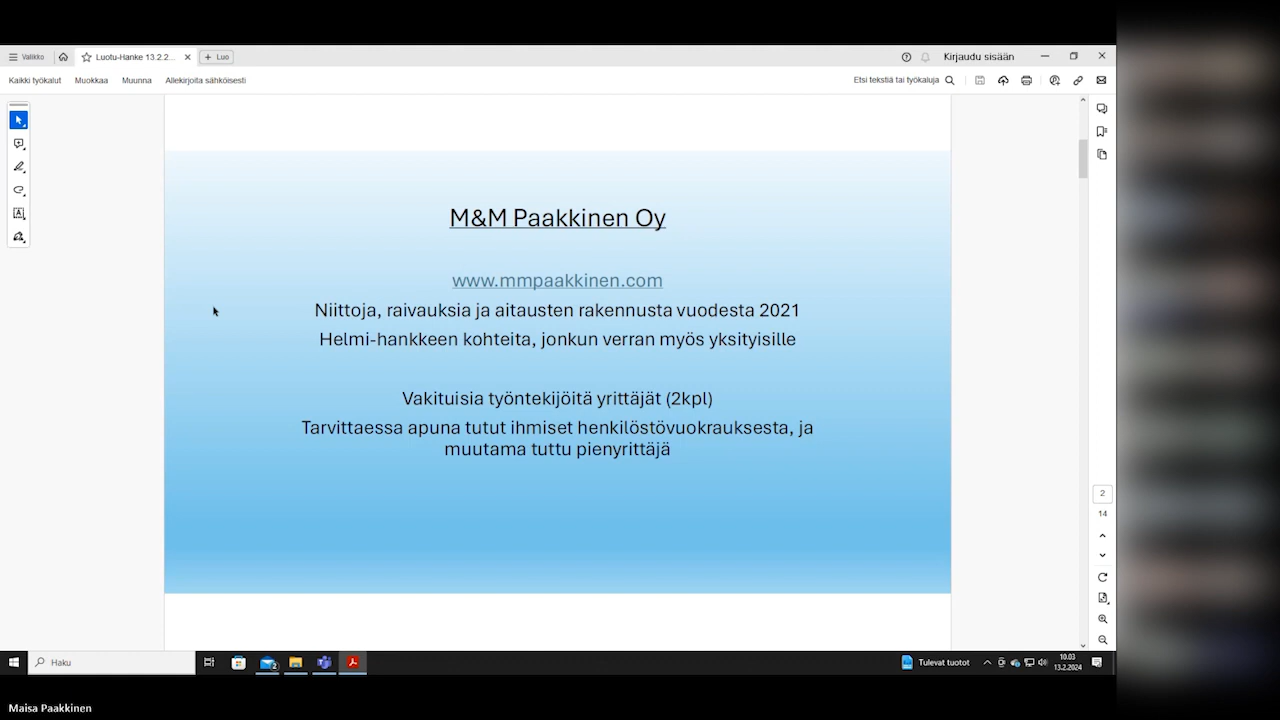 Valikko
Luotu-Hanke 13.2.2...
Luo
Kirjaudu sisään
Kaikki työkalut
Muokkaa
Muunna
Allekirjoita sähköisesti
Etsi tekstiä tai työkaluja
M&M Paakkinen Oy
www.mmpaakkinen.com
Niittoja, raivauksia ja aitausten rakennusta vuodesta 2021
Helmi-hankkeen kohteita, jonkun verran myös yksityisille
Vakituisia työntekijöitä yrittäjät (2kpl)
Tarvittaessa apuna tutut ihmiset henkilöstövuokrauksesta, ja
muutama tuttu pienyrittäjä
2
14
Haku
2
Tulevat tuotot
10.03
13.2.2024
Maisa Paakkinen